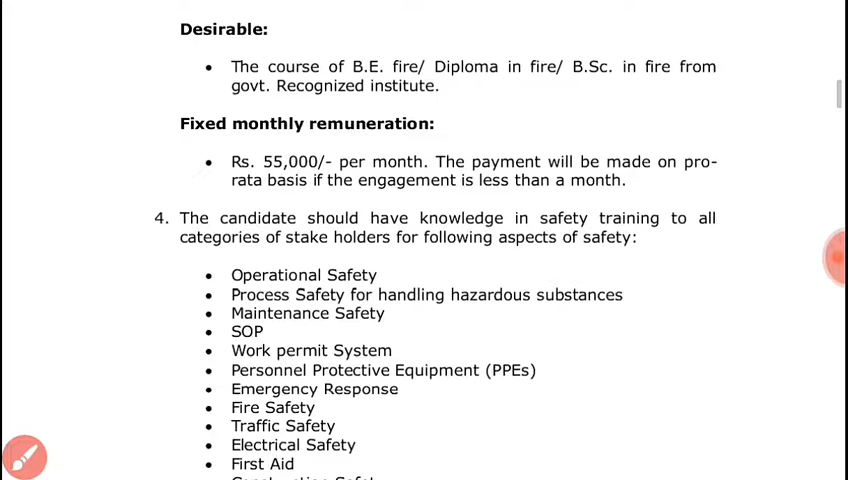 Desirable:
• The course of B.E. fire/ Diploma in fire/ B.Sc. in fire from
govt. Recognized institute.
Fixed monthly remuneration:
• Rs. 55,000/- per month. The payment will be made on pro-
rata basis if the engagement is less than a month.
4. The candidate should have knowledge in safety training to all
categories of stake holders for following aspects of safety:
• Operational Safety
• Process Safety for handling hazardous substances
• Maintenance Safety
• SOP
• Work permit System
• Personnel Protective Equipment (PPEs)
• Emergency Response
• Fire Safety
• Traffic Safety
• Electrical Safety
• First Aid